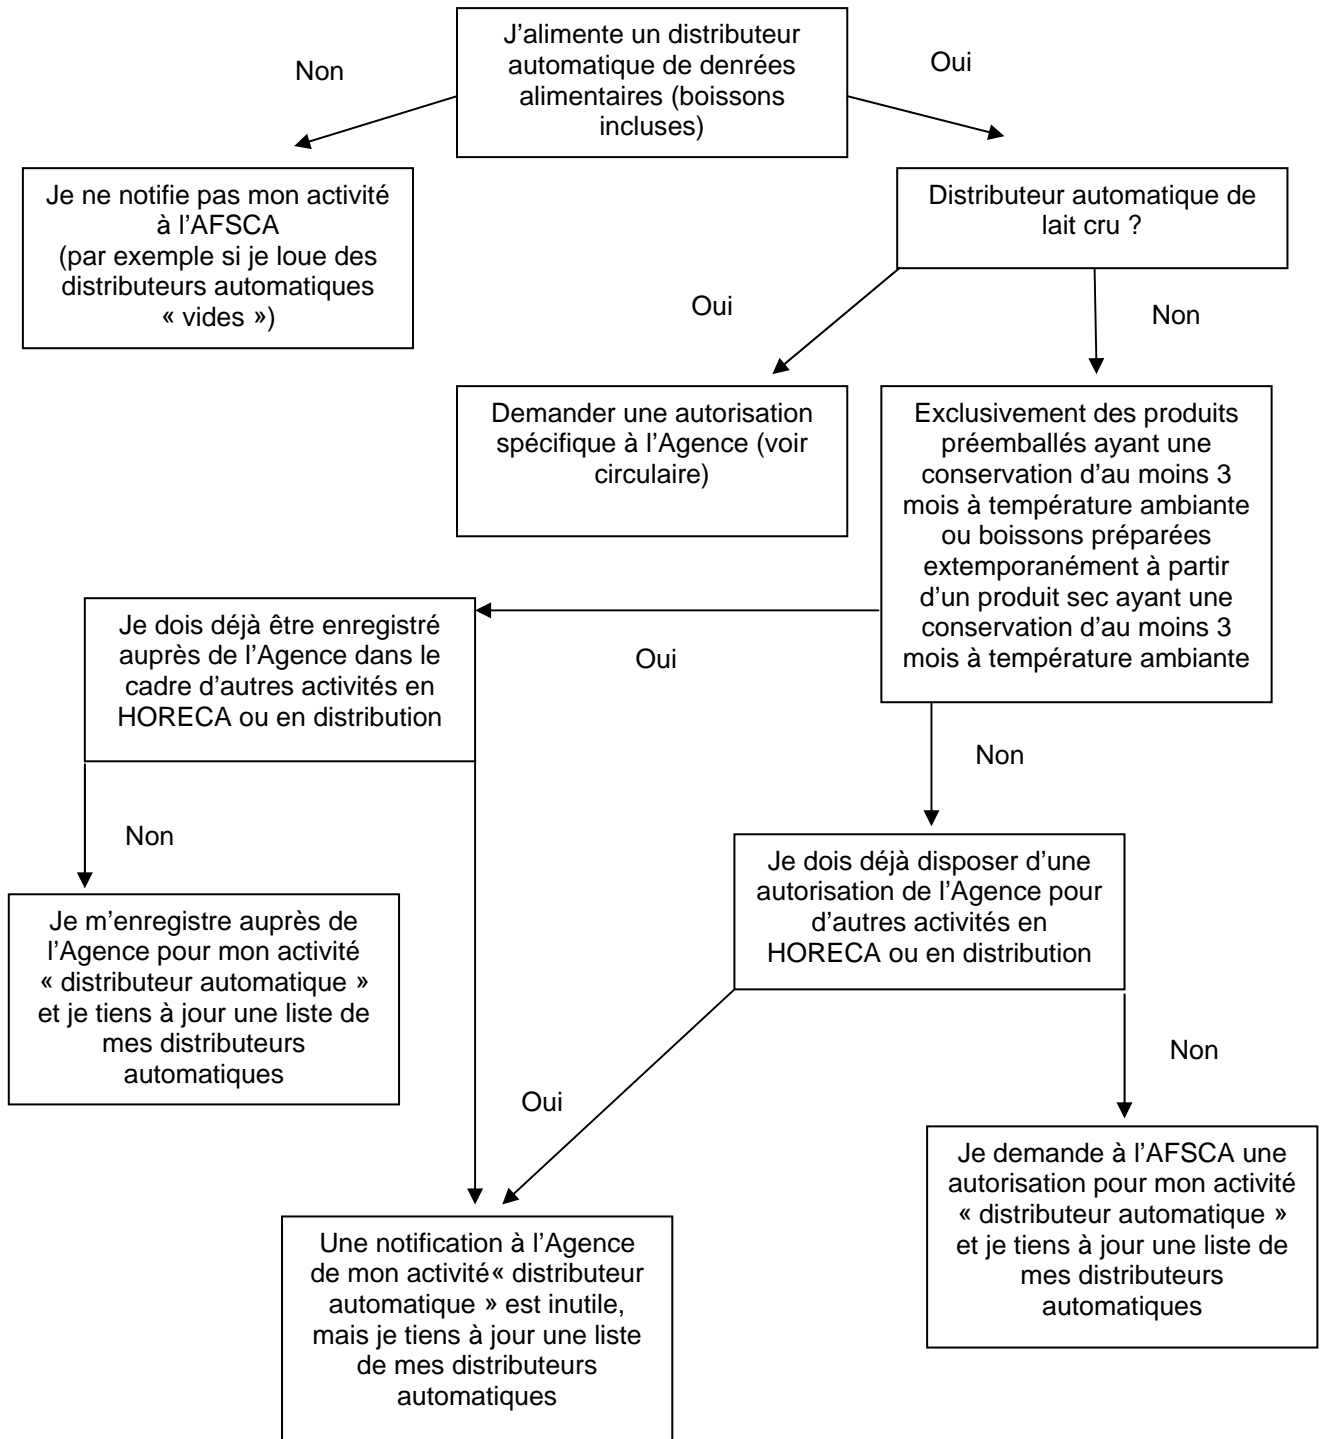 J’alimente un distributeur
automatique de denrées
alimentaires (boissons
incluses)
Non
Oui
Je ne notifie pas mon activité
à l’AFSCA
(par exemple si je loue des
distributeurs automatiques
« vides »)
Distributeur automatique de
lait cru ?
Oui
Non
Demander une autorisation
spécifique à l’Agence (voir
circulaire)
Exclusivement des produits
préemballés ayant une
conservation d’au moins 3
mois à température ambiante
ou boissons préparées
extemporanément à partir
d’un produit sec ayant une
conservation d’au moins 3
mois à température ambiante
Oui
Non
Je dois déjà être enregistré
auprès de l’Agence dans le
cadre d’autres activités en
HORECA ou en distribution
Non
Je m’enregistre auprès de
l’Agence pour mon activité
« distributeur automatique »
et je tiens à jour une liste de
mes distributeurs
automatiques
Je dois déjà disposer d’une
autorisation de l’Agence pour
d’autres activités en
HORECA ou en distribution
Oui
Non
Une notification à l’Agence
de mon activité« distributeur
automatique » est inutile,
mais je tiens à jour une liste
de mes distributeurs
automatiques
Je demande à l’AFSCA une
autorisation pour mon activité
« distributeur automatique »
et je tiens à jour une liste de
mes distributeurs
automatiques